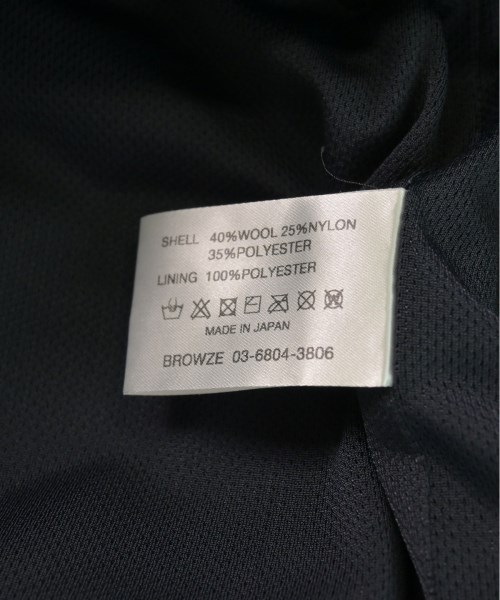 SHELL 40%WOOL 25%NYLON
35%POLYESTER
LINING 100%POLYESTER
MADE IN JAPAN
BROWZE 03-6804-3806